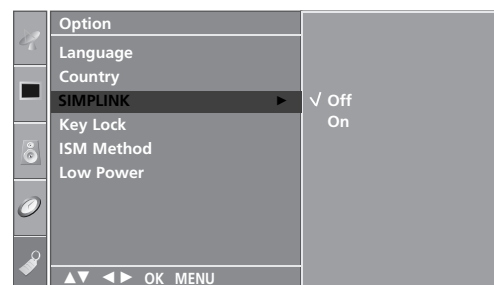 Option
Language
Country
SIMPLINK ►
Key Lock
ISM Method
Low Power
▲▼ ◄► OK MENU
√ Off
On